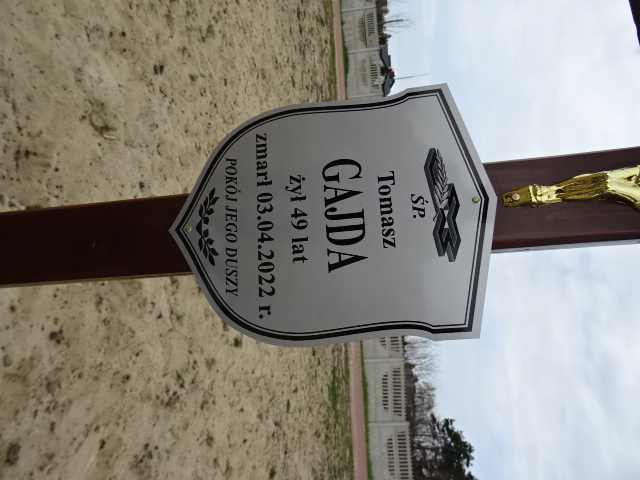 ŚP.
Tomasz
GAJDA
żył 49 lat
zmarł 03.04.2022 r.
POKÓJ JEGO DUSZY